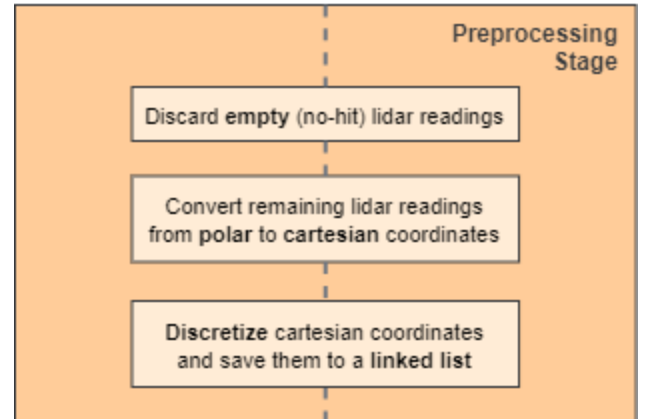 Preprocessing
Stage
Discard empty (no-hit) lidar readings
Convert remaining lidar readings
from polar to cartesian coordinates
Discretize cartesian coordinates
and save them to a linked list